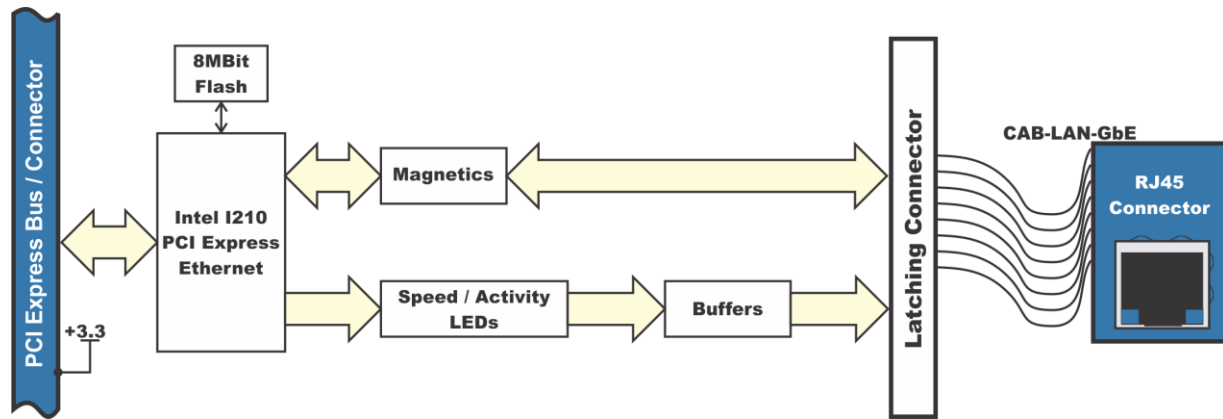 PCI Express Bus / Connector
+3.3
8MBit
Flash
Intel I210
PCI Express
Ethernet
Magnetics
Speed / Activity
LEDs
Buffers
Latching Connector
CAB-LAN-GbE
RJ45
Connector